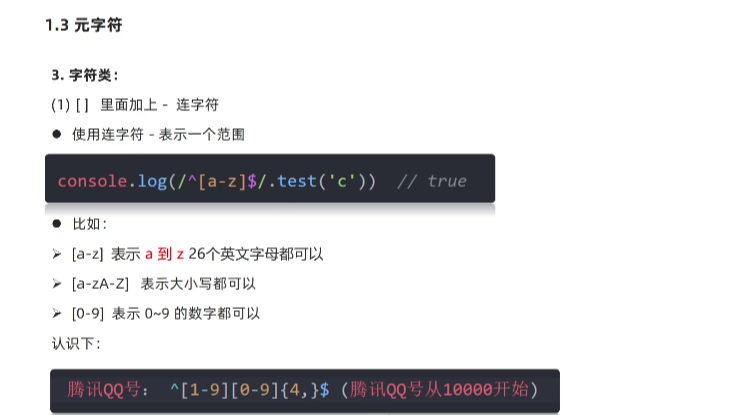 1.3 元字符
3. 字符类：
(1) [ ] 里面加上 - 连字符
● 使用连字符 - 表示一个范围
console.log(/^[a-z]$/.test('c')) // true
● 比如：
➢ [a-z] 表示 a 到 z 26个英文字母都可以
➢ [a-zA-Z] 表示大小写都可以
➢ [0-9] 表示 0~9 的数字都可以
认识下：
腾讯QQ号： ^[1-9][0-9]{4,}$ (腾讯QQ号从10000开始)